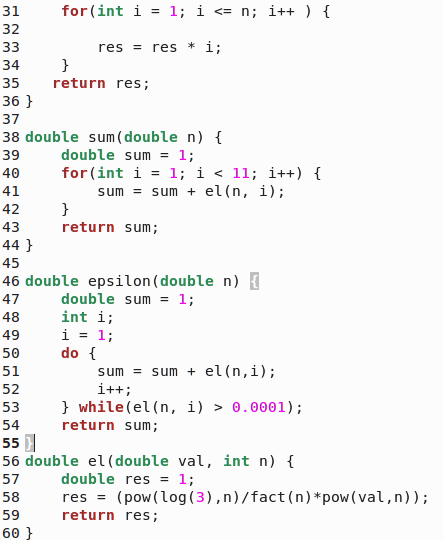 31     for(int i = 1; i <= n; i++ ) {
32
33         res = res * i;
34     }
35    return res;
36 }
37
38 double sum(double n) {
39     double sum = 1;
40     for(int i = 1; i < 11; i++) {
41         sum = sum + el(n, i);
42     }
43     return sum;
44 }
45
46 double epsilon(double n) {
47     double sum = 1;
48     int i;
49     i = 1;
50     do {
51         sum = sum + el(n,i);
52         i++;
53     } while(el(n, i) > 0.0001);
54     return sum;
55 }
56 double el(double val, int n) {
57     double res = 1;
58     res = (pow(log(3),n)/fact(n)*pow(val,n));
59     return res;
60 }